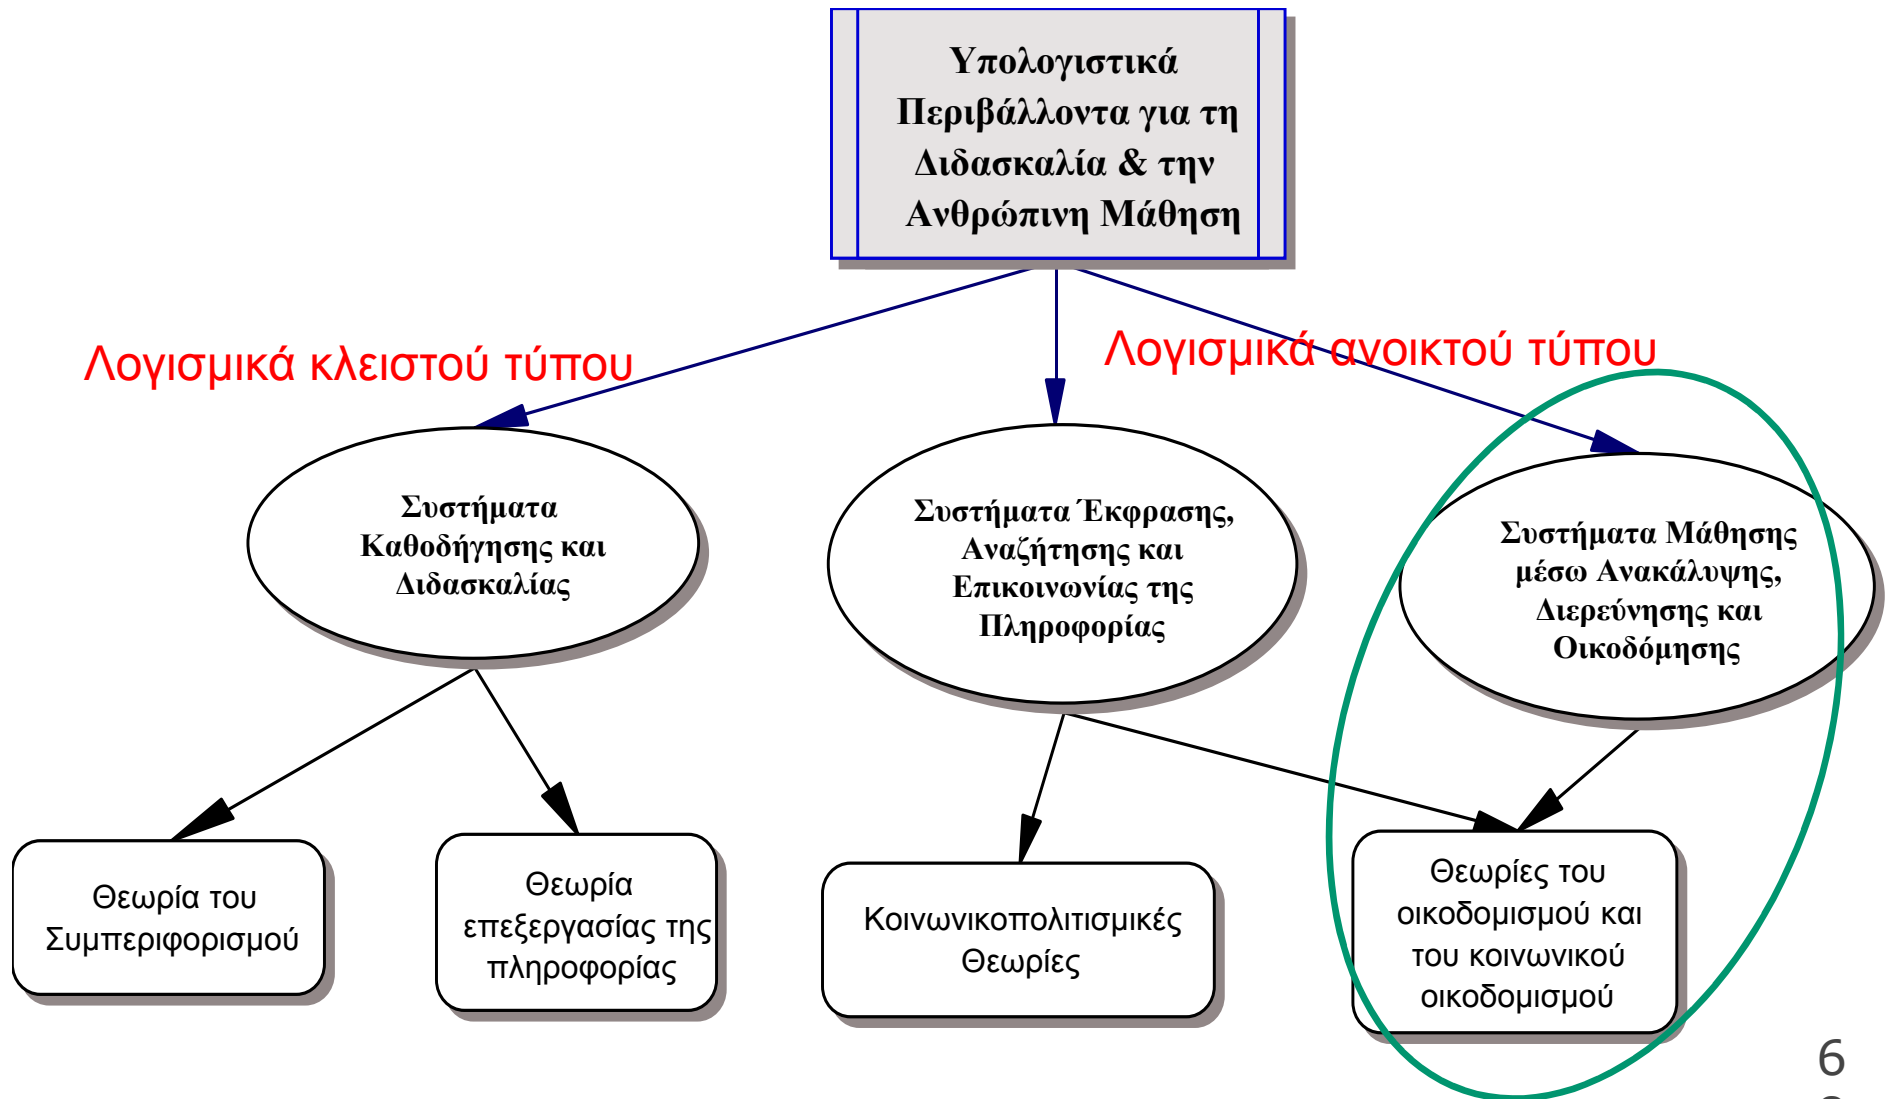 Υπολογιστικά
Περιβάλλοντα για τη
Διδασκαλία & την
Ανθρώπινη Μάθηση
Λογισμικά κλειστού τύπου
Λογισμικά ανοικτού τύπου
Συστήματα
Καθοδήγησης και
Διδασκαλίας
Συστήματα Έκφρασης,
Αναζήτησης και
Επικοινωνίας της
Πληροφορίας
Συστήματα Μάθησης
μέσω Ανακάλυψης,
Διερεύνησης και
Οικοδόμησης
Θεωρία του
Συμπεριφορισμού
Θεωρία
επεξεργασίας της
πληροφορίας
Κοινωνικοπολιτισμικές
Θεωρίες
Θεωρίες του
οικοδομισμού και
του κοινωνικού
οικοδομισμού
6